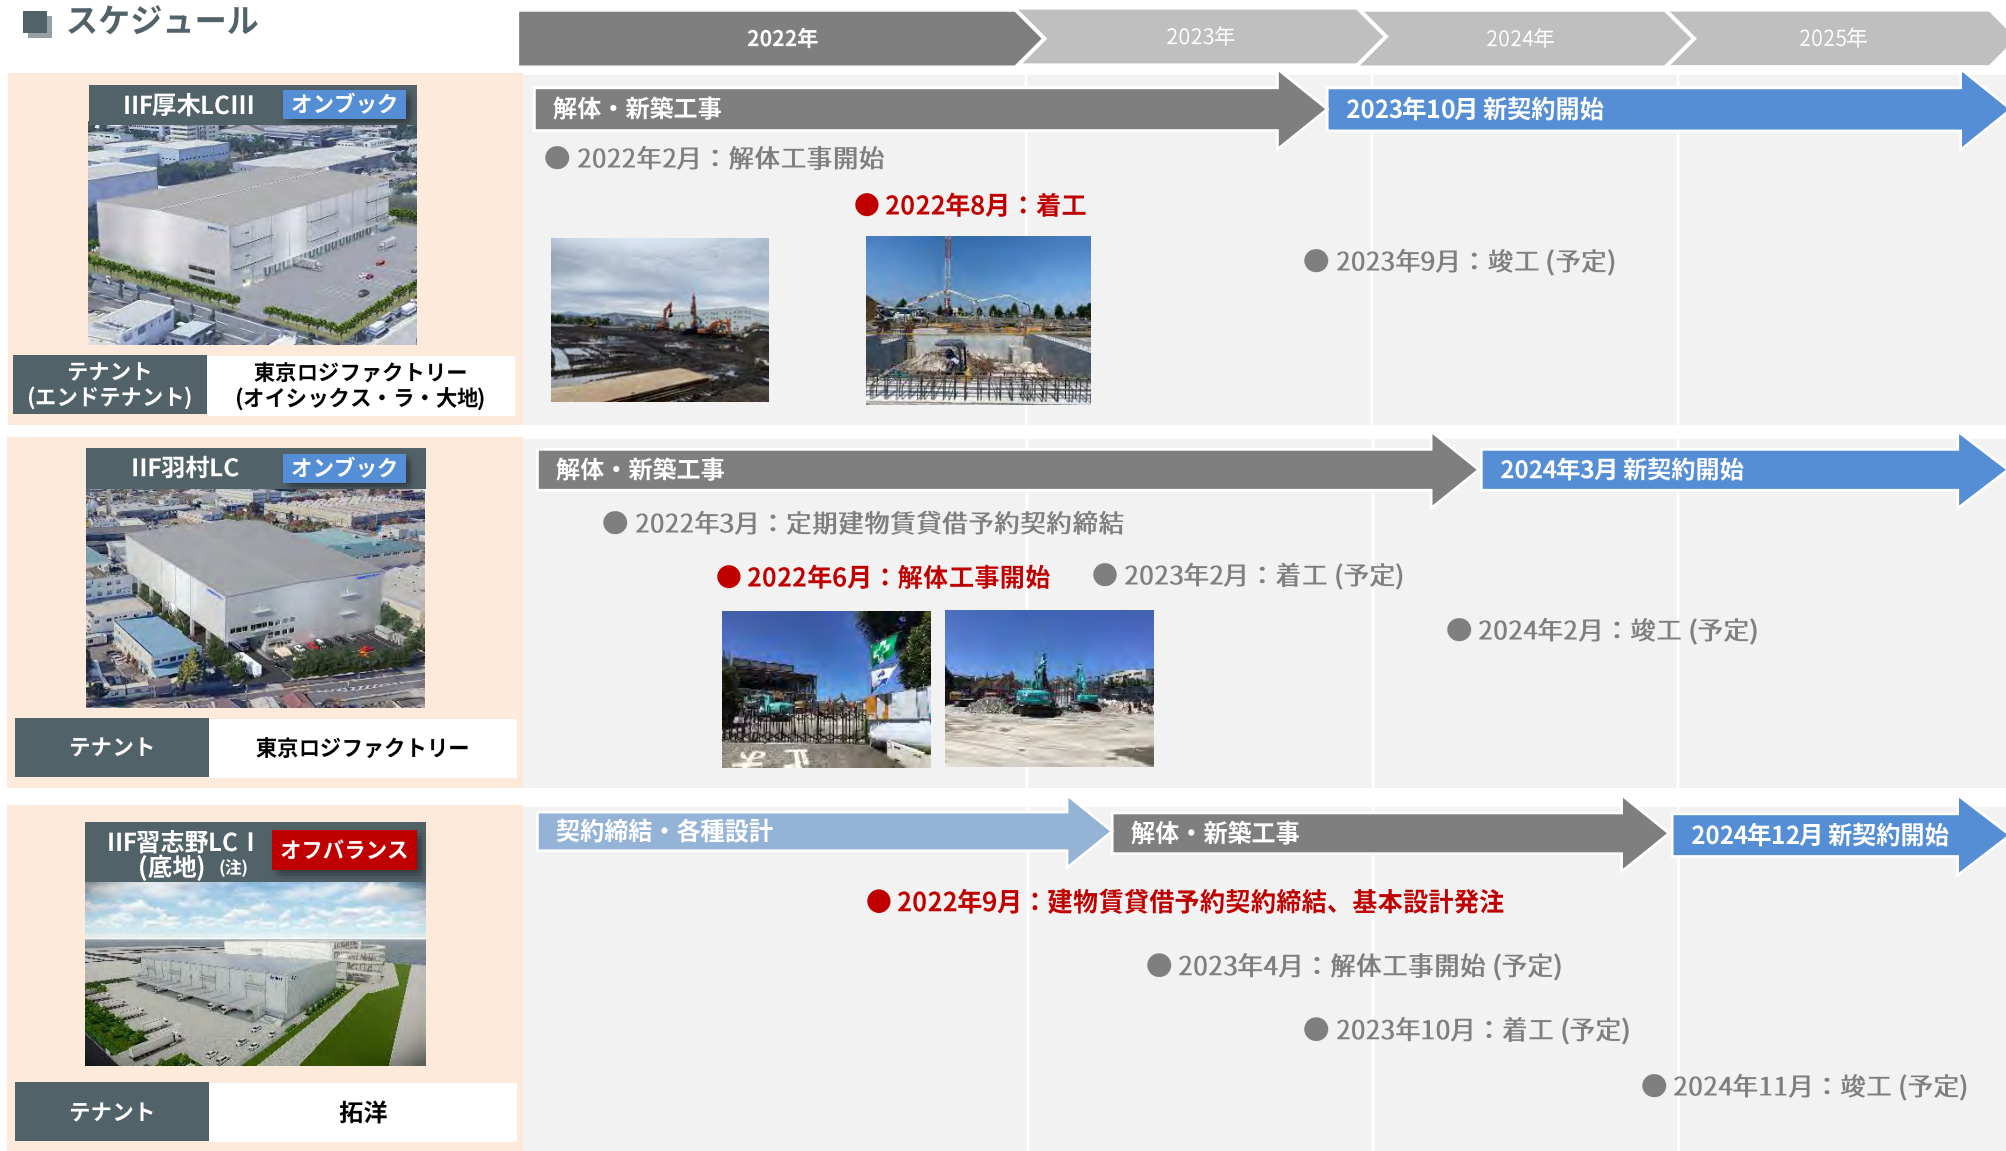 スケジュール
2022年
2023年
2024年
2025年
IIF厚木LCIII
オンブック
解体・新築工事
2023年10月 新契約開始
● 2022年2月：解体工事開始
● 2022年8月：着工
● 2023年9月：竣工 (予定)
テナント
(エンドテナント)
東京ロジファクトリー
(オイシックス・ラ・大地)
IIF羽村LC
オンブック
解体・新築工事
2024年3月 新契約開始
● 2022年3月：定期建物賃貸借予約契約締結
● 2022年6月：解体工事開始
● 2023年2月：着工 (予定)
● 2024年2月：竣工 (予定)
テナント
東京ロジファクトリー
IIF習志野LC I
(底地) (注)
オフバランス
契約締結・各種設計
解体・新築工事
2024年12月 新契約開始
● 2022年9月：建物賃貸借予約契約締結、基本設計発注
● 2023年4月：解体工事開始 (予定)
● 2023年10月：着工 (予定)
● 2024年11月：竣工 (予定)
テナント
拓洋